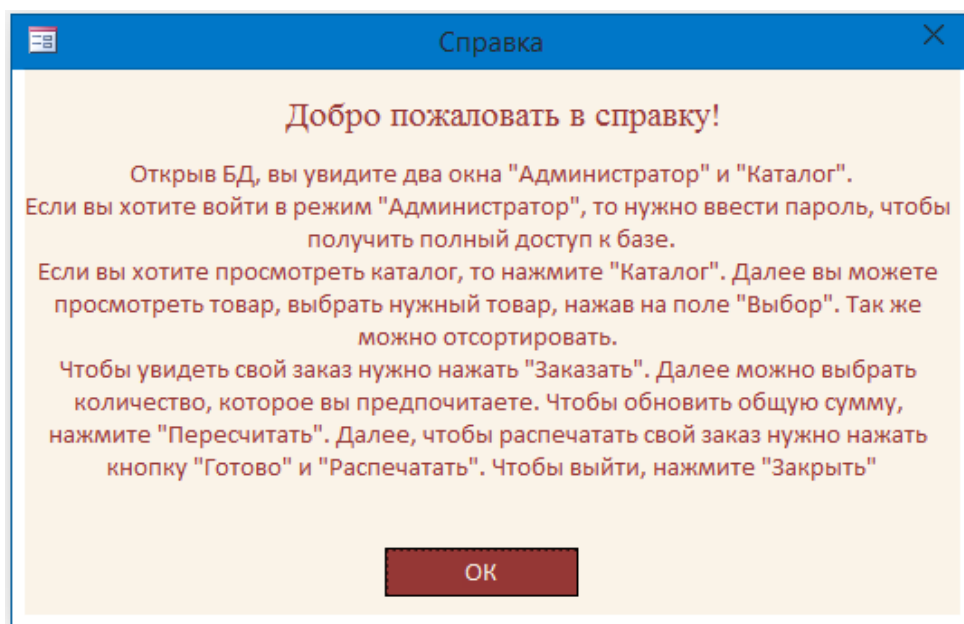 Справка
Добро пожаловать в справку!
Открыв БД, вы увидите два окна "Администратор" и "Каталог".
Если вы хотите войти в режим "Администратор", то нужно ввести пароль, чтобы
получить полный доступ к базе.
Если вы хотите просмотреть каталог, то нажмите "Каталог". Далее вы можете
просмотреть товар, выбрать нужный товар, нажав на поле "Выбор". Так же
можно отсортировать.
Чтобы увидеть свой заказ нужно нажать "Заказать". Далее можно выбрать
количество, которое вы предпочитаете. Чтобы обновить общую сумму,
нажмите "Пересчитать". Далее, чтобы распечатать свой заказ нужно нажать
кнопку "Готово" и "Распечатать". Чтобы выйти, нажмите "Закрыть"
ОК